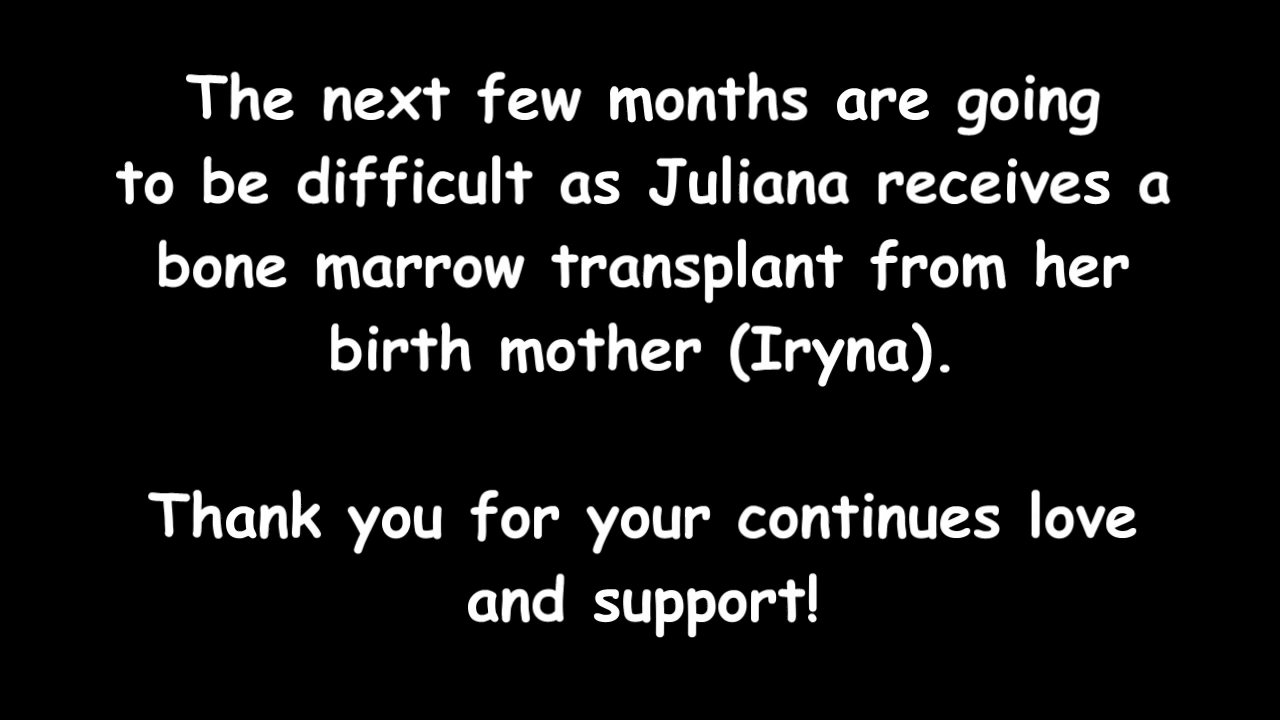 The next few months are going
to be difficult as Juliana receives a
bone marrow transplant from her
birth mother (Iryna).
Thank you for your continues love
and support!